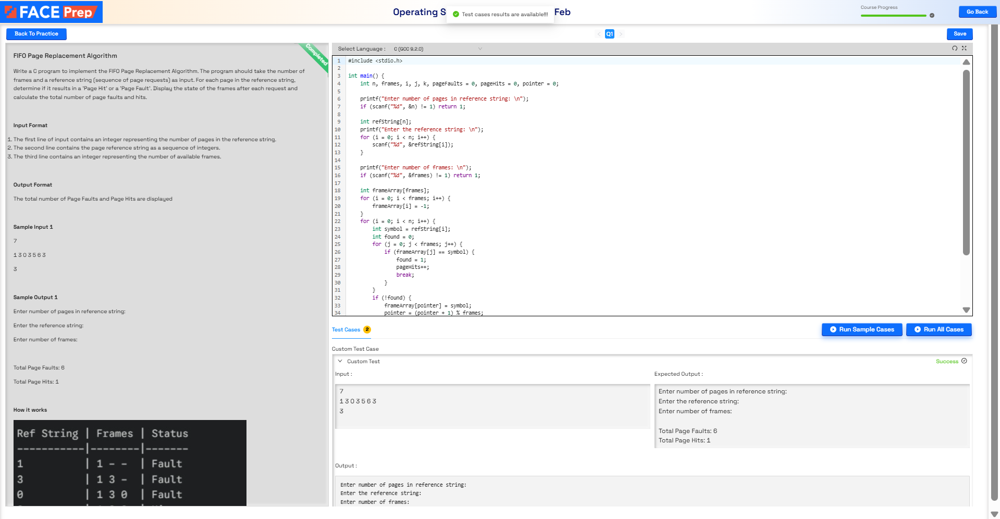 FACE Prep
Operating S
Test cases results are available!!!
Feb
Course Progress
Go Back
Back To Practice
< Q1 >
Save
FIFO Page Replacement Algorithm
Completed
Write a C program to implement the FIFO Page Replacement Algorithm. The program should take the number of
frames and a reference string (sequence of page requests) as input. For each page in the reference string,
determine if it results in a 'Page Hit' or a 'Page Fault'. Display the state of the frames after each request and
calculate the total number of page faults and hits.
Input Format
1. The first line of input contains an integer representing the number of pages in the reference string.
2. The second line contains the page reference string as a sequence of integers.
3. The third line contains an integer representing the number of available frames.
Output Format
The total number of Page Faults and Page Hits are displayed
Sample Input 1
7
1 3 0 3 5 6 3
3
Sample Output 1
Enter number of pages in reference string:
Enter the reference string:
Enter number of frames:
Total Page Faults: 6
Total Page Hits: 1
How it works
Ref String | Frames | Status
-----------|--------|-------
1 | 1 - - | Fault
3 | 1 3 - | Fault
0 | 1 3 0 | Fault
Select Language : C (GCC 9.2.0)
1 #include <stdio.h>
2
3 int main() {
4 int n, frames, i, j, k, pageFaults = 0, pageHits = 0, pointer = 0;
5
6 printf("Enter number of pages in reference string: \n");
7 if (scanf("%d", &n) != 1) return 1;
8
9 int refString[n];
10 printf("Enter the reference string: \n");
11 for (i = 0; i < n; i++) {
12 scanf("%d", &refString[i]);
13 }
14
15 printf("Enter number of frames: \n");
16 if (scanf("%d", &frames) != 1) return 1;
17
18 int frameArray[frames];
19 for (i = 0; i < frames; i++) {
20 frameArray[i] = -1;
21 }
22 for (i = 0; i < n; i++) {
23 int symbol = refString[i];
24 int found = 0;
25 for (j = 0; j < frames; j++) {
26 if (frameArray[j] == symbol) {
27 found = 1;
28 pageHits++;
29 break;
30 }
31 }
32 if (!found) {
33 frameArray[pointer] = symbol;
34 pointer = (pointer + 1) % frames;
Test Cases 2
Run Sample Cases
Run All Cases
Custom Test Case
Custom Test
Success
Input :
7
1 3 0 3 5 6 3
3
Expected Output :
Enter number of pages in reference string:
Enter the reference string:
Enter number of frames:
Total Page Faults: 6
Total Page Hits: 1
Output :
Enter number of pages in reference string:
Enter the reference string:
Enter number of frames: